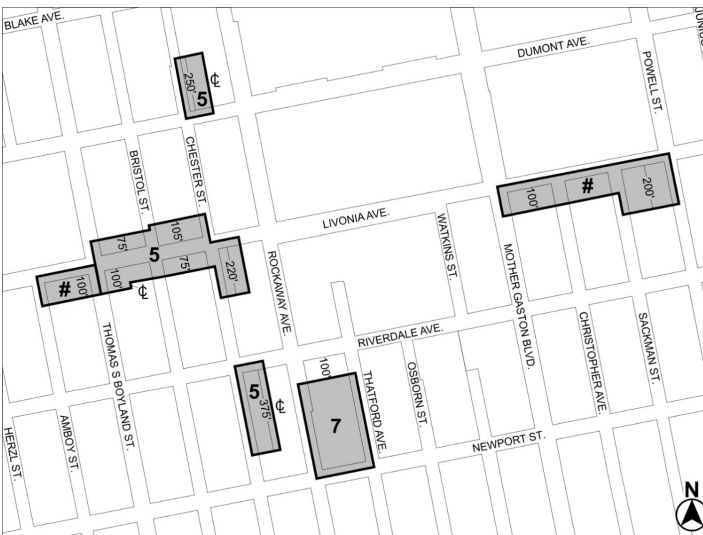 BLAKE AVE.
JUNIUS
DUMONT AVE.
POWELL ST.
250'
5
℄
BRISTOL ST.
CHESTER ST.
100'
#
200'
LIVONIA AVE.
WATKINS ST.
MOTHER GASTON BLVD.
75'
105'
5
100'
75'
220'
℄
#
100'
ROCKAWAY AVE.
RIVERDALE AVE.
THOMAS S BOYLAND ST.
100'
THATFORD AVE.
OSBORN ST.
CHRISTOPHER AVE.
SACKMAN ST.
5
375'
℄
7
NEWPORT ST.
HERZL ST.
AMBOY ST.
N